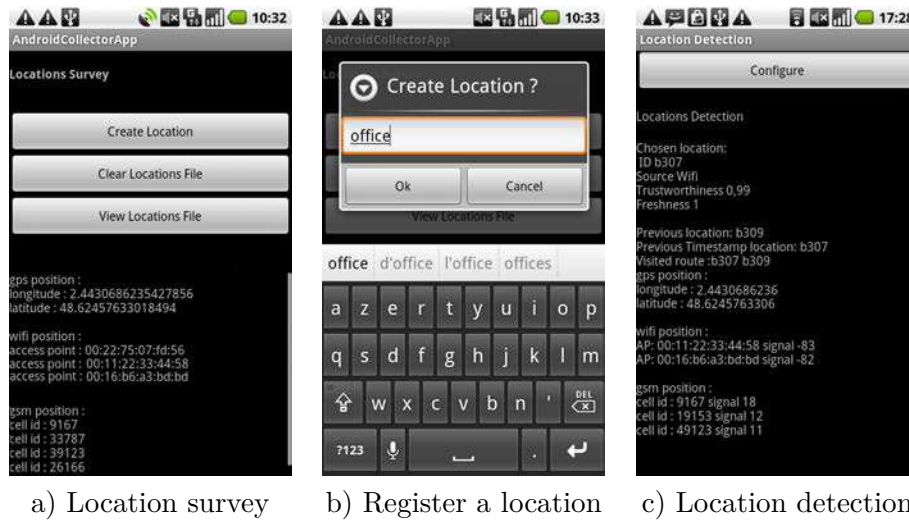 10:32
AndroidCollectorApp
Locations Survey
Create Location
Clear Locations File
View Locations File
gps position :
longitude : 2.4430686235427856
latitude : 48.62457633018494
wifi position :
access point : 00:22:75:07:fd:56
access point : 00:11:22:33:44:58
access point : 00:16:b6:a3:bd:bd
gsm position :
cell id : 9167
cell id : 33787
cell id : 39123
cell id : 26166
a) Location survey
10:33
AndroidCollectorApp
Create Location ?
office
Ok
Cancel
View Locations File
office d'office l'office offices
a z e r t y u i o p
q s d f g h j k l m
w x c v b n ' DEL
?123 .
b) Register a location
17:28
Location Detection
Configure
Locations Detection
Chosen location:
ID b307
Source Wifi
Trustworthiness 0,99
Freshness 1
Previous location: b309
Previous Timestamp location: b307
Visited route :b307 b309
gps position :
longitude : 2.4430686236
latitude : 48.6245763306
wifi position :
AP: 00:11:22:33:44:58 signal -83
AP: 00:16:b6:a3:bd:bd signal -82
gsm position :
cell id : 9167 signal 18
cell id : 19153 signal 12
cell id : 49123 signal 11
c) Location detection